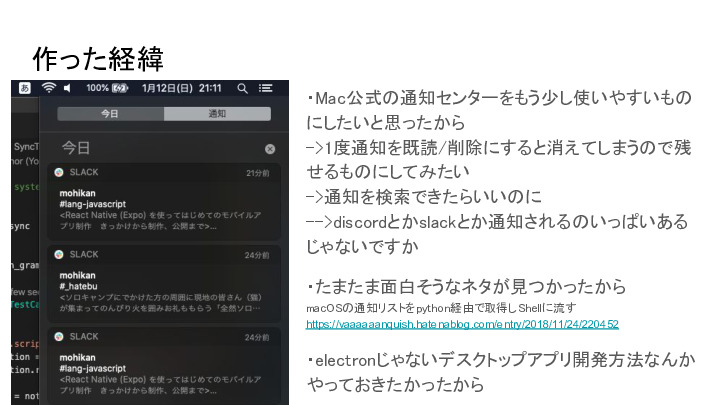 作った経緯
あ 100% 1月12日(日) 21:11
今日 通知
今日
SLACK 21分前
mohikan
#lang-javascript
<React Native (Expo) を使ってはじめてのモバイルア
プリ制作 きっかけから制作、公開まで>...
SLACK 24分前
mohikan
#_hatebu
<ソロキャンプにでかけた方の周囲に現地の皆さん（猫）
が集まってのんびり火を囲みお礼ももらう「全然ソロ…
SLACK 24分前
mohikan
#lang-javascript
<React Native (Expo) を使ってはじめてのモバイルア
プリ制作 きっかけから制作、公開まで>...
SyncT
hor (Yo
syste
sync
n_gram
few sec
TestCa
.scrip
tion =
tion.r
= not
・Mac公式の通知センターをもう少し使いやすいもの
にしたいと思ったから
->1度通知を既読/削除にすると消えてしまうので残
せるものにしてみたい
->通知を検索できたらいいのに
-->discordとかslackとか通知されるのいっぱいある
じゃないですか
・たまたま面白そうなネタが見つかったから
macOSの通知リストをpython経由で取得しShellに流す
https://yaaaaaanquish.hatenablog.com/entry/2018/11/24/220452
・electronじゃないデスクトップアプリ開発方法なんか
やっておきたかったから